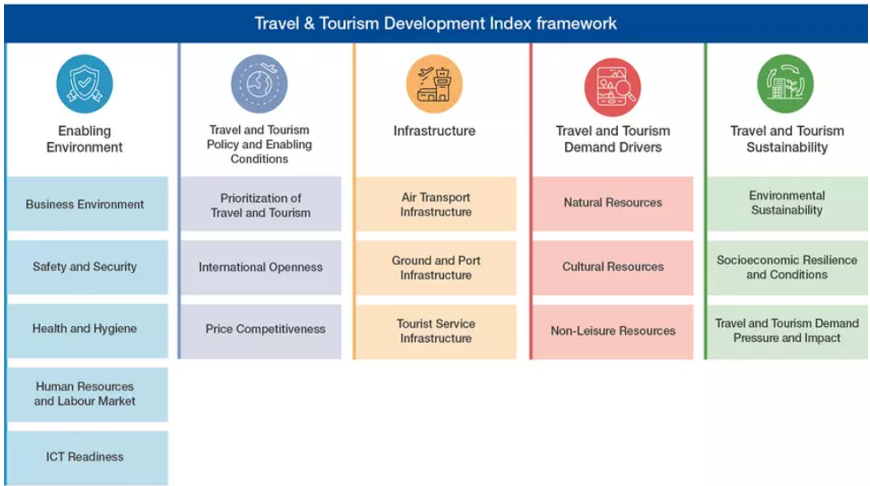 Travel & Tourism Development Index framework
Enabling
Environment
Business Environment
Safety and Security
Health and Hygiene
Human Resources
and Labour Market
ICT Readiness
Travel and Tourism
Policy and Enabling
Conditions
Prioritization of
Travel and Tourism
International Openness
Price Competitiveness
Infrastructure
Air Transport
Infrastructure
Ground and Port
Infrastructure
Tourist Service
Infrastructure
Travel and Tourism
Demand Drivers
Natural Resources
Cultural Resources
Non-Leisure Resources
Travel and Tourism
Sustainability
Environmental
Sustainability
Socioeconomic Resilience
and Conditions
Travel and Tourism Demand
Pressure and Impact